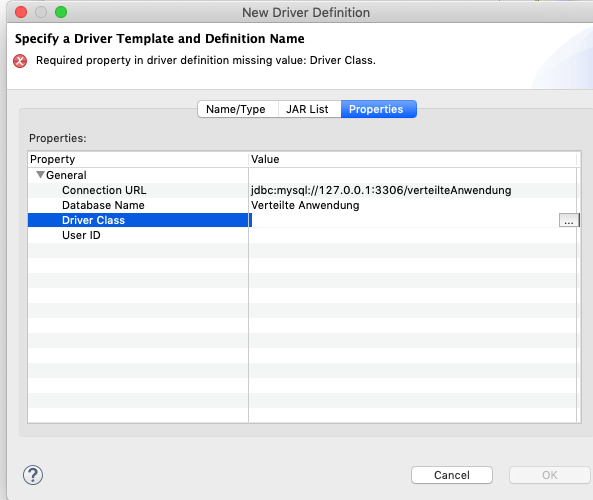 New Driver Definition
Specify a Driver Template and Definition Name
Required property in driver definition missing value: Driver Class.
Name/Type JAR List Properties
Properties:
Property Value
General
Connection URL jdbc:mysql://127.0.0.1:3306/verteilteAnwendung
Database Name Verteilte Anwendung
Driver Class ...
User ID
? Cancel OK